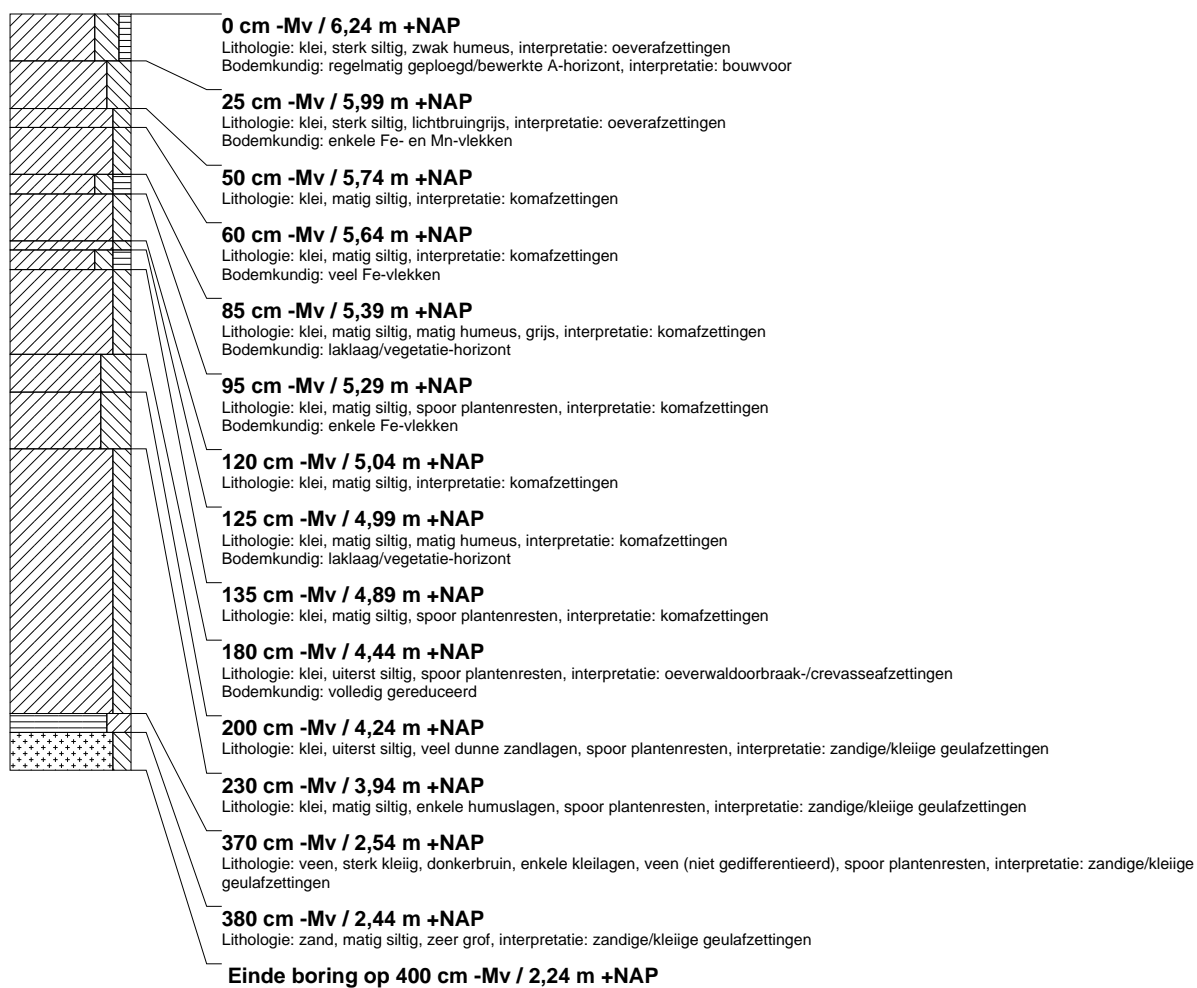 0 cm -Mv / 6,24 m +NAP
Lithologie: klei, sterk siltig, zwak humeus, interpretatie: oeverafzettingen
Bodemkundig: regelmatig geploegd/bewerkte A-horizont, interpretatie: bouwvoor
25 cm -Mv / 5,99 m +NAP
Lithologie: klei, sterk siltig, lichtbruingrijs, interpretatie: oeverafzettingen
Bodemkundig: enkele Fe- en Mn-vlekken
50 cm -Mv / 5,74 m +NAP
Lithologie: klei, matig siltig, interpretatie: komafzettingen
60 cm -Mv / 5,64 m +NAP
Lithologie: klei, matig siltig, interpretatie: komafzettingen
Bodemkundig: veel Fe-vlekken
85 cm -Mv / 5,39 m +NAP
Lithologie: klei, matig siltig, matig humeus, grijs, interpretatie: komafzettingen
Bodemkundig: laklaag/vegetatie-horizont
95 cm -Mv / 5,29 m +NAP
Lithologie: klei, matig siltig, spoor plantenresten, interpretatie: komafzettingen
Bodemkundig: enkele Fe-vlekken
120 cm -Mv / 5,04 m +NAP
Lithologie: klei, matig siltig, interpretatie: komafzettingen
125 cm -Mv / 4,99 m +NAP
Lithologie: klei, matig siltig, matig humeus, interpretatie: komafzettingen
Bodemkundig: laklaag/vegetatie-horizont
135 cm -Mv / 4,89 m +NAP
Lithologie: klei, matig siltig, spoor plantenresten, interpretatie: komafzettingen
180 cm -Mv / 4,44 m +NAP
Lithologie: klei, uiterst siltig, spoor plantenresten, interpretatie: oeverwaldoorbraak-/crevasseafzettingen
Bodemkundig: volledig gereduceerd
200 cm -Mv / 4,24 m +NAP
Lithologie: klei, uiterst siltig, veel dunne zandlagen, spoor plantenresten, interpretatie: zandige/kleiige geulafzettingen
230 cm -Mv / 3,94 m +NAP
Lithologie: klei, matig siltig, enkele humuslagen, spoor plantenresten, interpretatie: zandige/kleiige geulafzettingen
370 cm -Mv / 2,54 m +NAP
Lithologie: veen, sterk kleiig, donkerbruin, enkele kleilagen, veen (niet gedifferentieerd), spoor plantenresten, interpretatie: zandige/kleiige
geulafzettingen
380 cm -Mv / 2,44 m +NAP
Lithologie: zand, matig siltig, zeer grof, interpretatie: zandige/kleiige geulafzettingen
Einde boring op 400 cm -Mv / 2,24 m +NAP